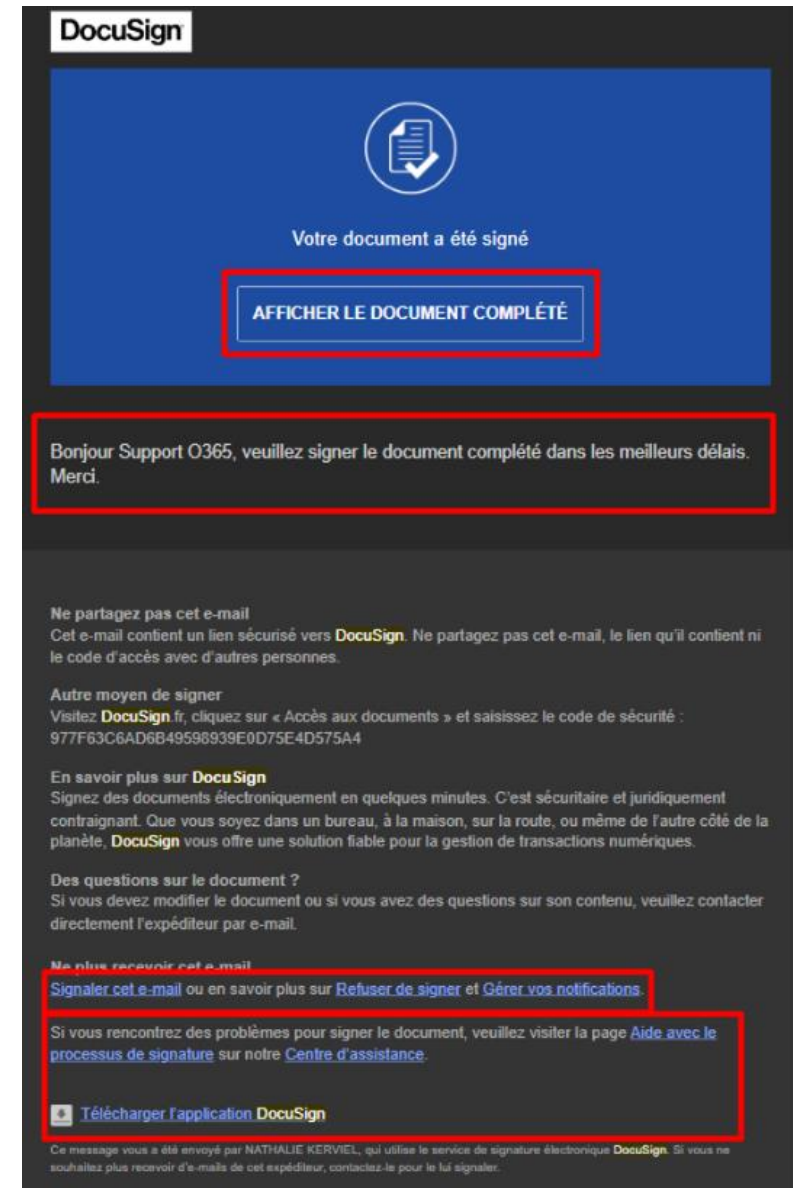 DocuSign
Votre document a été signé
AFFICHER LE DOCUMENT COMPLÉTÉ
Bonjour Support O365, veuillez signer le document complété dans les meilleurs délais.
Merci.
Ne partagez pas cet e-mail
Cet e-mail contient un lien sécurisé vers DocuSign. Ne partagez pas cet e-mail, le lien qu'il contient ni
le code d'accès avec d'autres personnes.
Autre moyen de signer
Visitez DocuSign.fr, cliquez sur « Accès aux documents » et saisissez le code de sécurité :
977F63C6AD6B49598939E0D75E4D575A4
En savoir plus sur DocuSign
Signez des documents électroniquement en quelques minutes. C'est sécuritaire et juridiquement
contraignant. Que vous soyez dans un bureau, à la maison, sur la route, ou même de l'autre côté de la
planète, DocuSign vous offre une solution fiable pour la gestion de transactions numériques.
Des questions sur le document ?
Si vous devez modifier le document ou si vous avez des questions sur son contenu, veuillez contacter
directement l'expéditeur par e-mail.
Ne plus recevoir cet e-mail
Signaler cet e-mail ou en savoir plus sur Refuser de signer et Gérer vos notifications.
Si vous rencontrez des problèmes pour signer le document, veuillez visiter la page Aide avec le
processus de signature sur notre Centre d'assistance.
Télécharger l'application DocuSign
Ce message vous a été envoyé par NATHALIE KERVIEL, qui utilise le service de signature électronique DocuSign. Si vous ne
souhaitez plus recevoir d'e-mails de cet expéditeur, contactez-le pour le lui signaler.